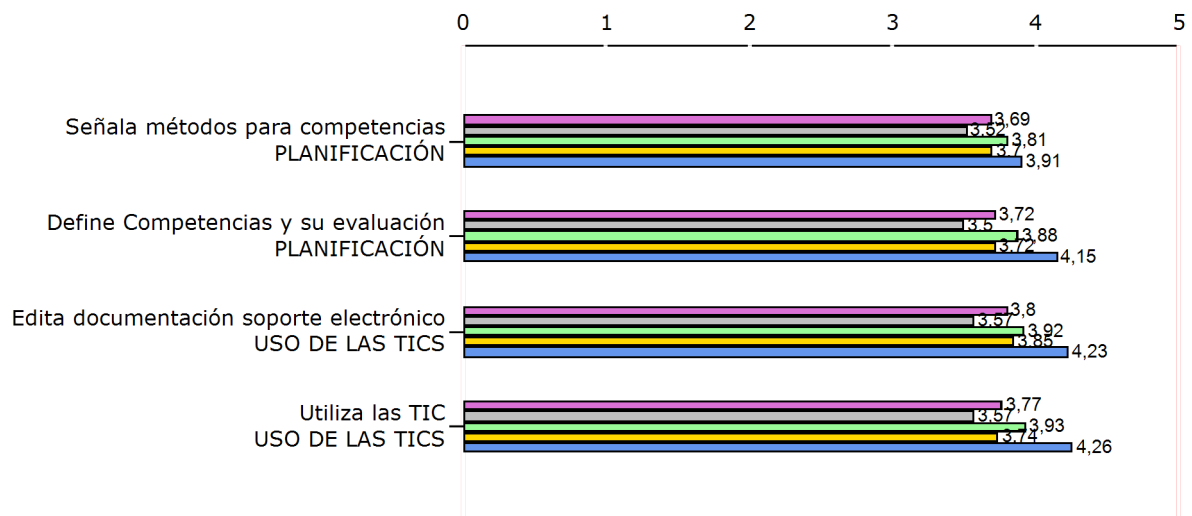 0 1 2 3 4 5
Señala métodos para competencias
PLANIFICACIÓN
3,69
3,52
3,81
3,7
3,91
Define Competencias y su evaluación
PLANIFICACIÓN
3,72
3,5
3,88
3,72
4,15
Edita documentación soporte electrónico
USO DE LAS TICS
3,8
3,57
3,92
3,85
4,23
Utiliza las TIC
USO DE LAS TICS
3,77
3,57
3,93
3,74
4,26